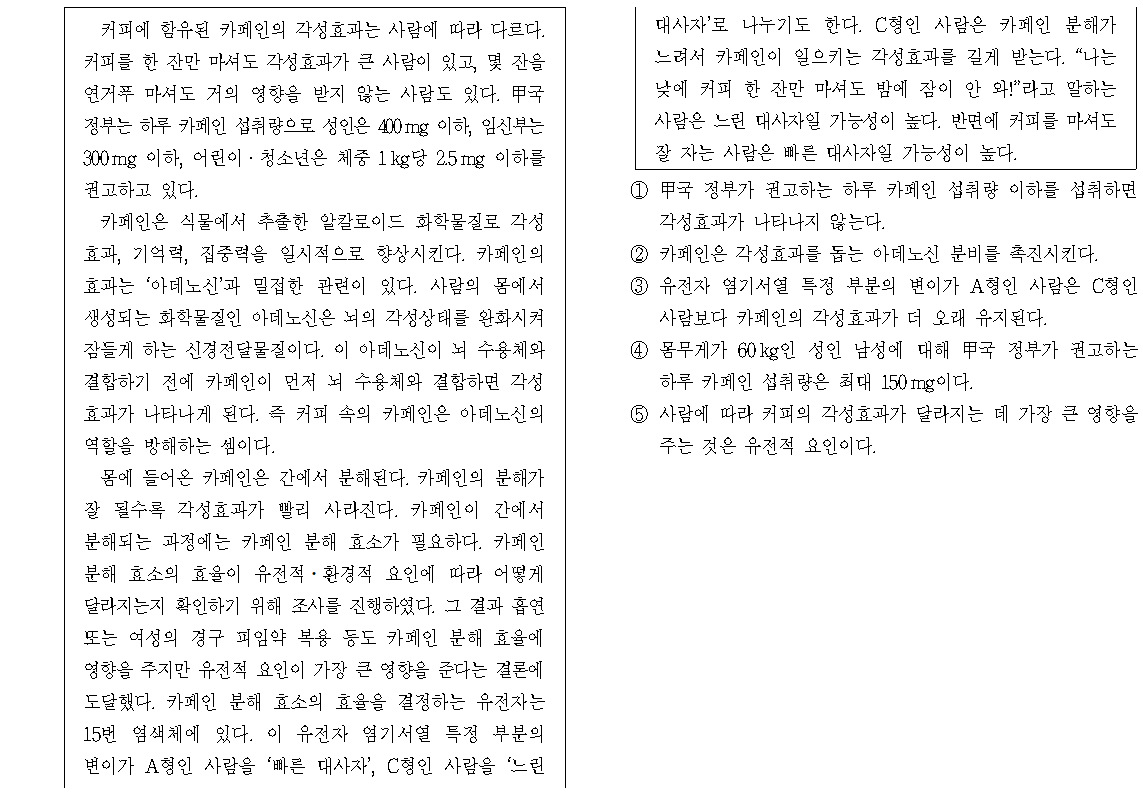 커피에 함유된 카페인의 각성효과는 사람에 따라 다르다.
커피를 한 잔만 마셔도 각성효과가 큰 사람이 있고, 몇 잔을
연거푸 마셔도 거의 영향을 받지 않는 사람도 있다. 甲국
정부는 하루 카페인 섭취량으로 성인은 400mg 이하, 임신부는
300mg 이하, 어린이·청소년은 체중 1kg당 2.5mg 이하를
권고하고 있다.
카페인은 식물에서 추출한 알칼로이드 화학물질로 각성
효과, 기억력, 집중력을 일시적으로 향상시킨다. 카페인의
효과는 ‘아데노신’과 밀접한 관련이 있다. 사람의 몸에서
생성되는 화학물질인 아데노신은 뇌의 각성상태를 완화시켜
잠들게 하는 신경전달물질이다. 이 아데노신이 뇌 수용체와
결합하기 전에 카페인이 먼저 뇌 수용체와 결합하면 각성
효과가 나타나게 된다. 즉 커피 속의 카페인은 아데노신의
역할을 방해하는 셈이다.
몸에 들어온 카페인은 간에서 분해된다. 카페인의 분해가
잘 될수록 각성효과가 빨리 사라진다. 카페인이 간에서
분해되는 과정에는 카페인 분해 효소가 필요하다. 카페인
분해 효소의 효율이 유전적·환경적 요인에 따라 어떻게
달라지는지 확인하기 위해 조사를 진행하였다. 그 결과 흡연
또는 여성의 경구 피임약 복용 등도 카페인 분해 효율에
영향을 주지만 유전적 요인이 가장 큰 영향을 준다는 결론에
도달했다. 카페인 분해 효소의 효율을 결정하는 유전자는
15번 염색체에 있다. 이 유전자 염기서열 특정 부분의
변이가 A형인 사람을 ‘빠른 대사자’, C형인 사람을 ‘느린
대사자’로 나누기도 한다. C형인 사람은 카페인 분해가
느려서 카페인이 일으키는 각성효과를 길게 받는다. “나는
낮에 커피 한 잔만 마셔도 밤에 잠이 안 와!”라고 말하는
사람은 느린 대사자일 가능성이 높다. 반면에 커피를 마셔도
잘 자는 사람은 빠른 대사자일 가능성이 높다.
① 甲국 정부가 권고하는 하루 카페인 섭취량 이하를 섭취하면
각성효과가 나타나지 않는다.
② 카페인은 각성효과를 돕는 아데노신 분비를 촉진시킨다.
③ 유전자 염기서열 특정 부분의 변이가 A형인 사람은 C형인
사람보다 카페인의 각성효과가 더 오래 유지된다.
④ 몸무게가 60kg인 성인 남성에 대해 甲국 정부가 권고하는
하루 카페인 섭취량은 최대 150mg이다.
⑤ 사람에 따라 커피의 각성효과가 달라지는 데 가장 큰 영향을
주는 것은 유전적 요인이다.